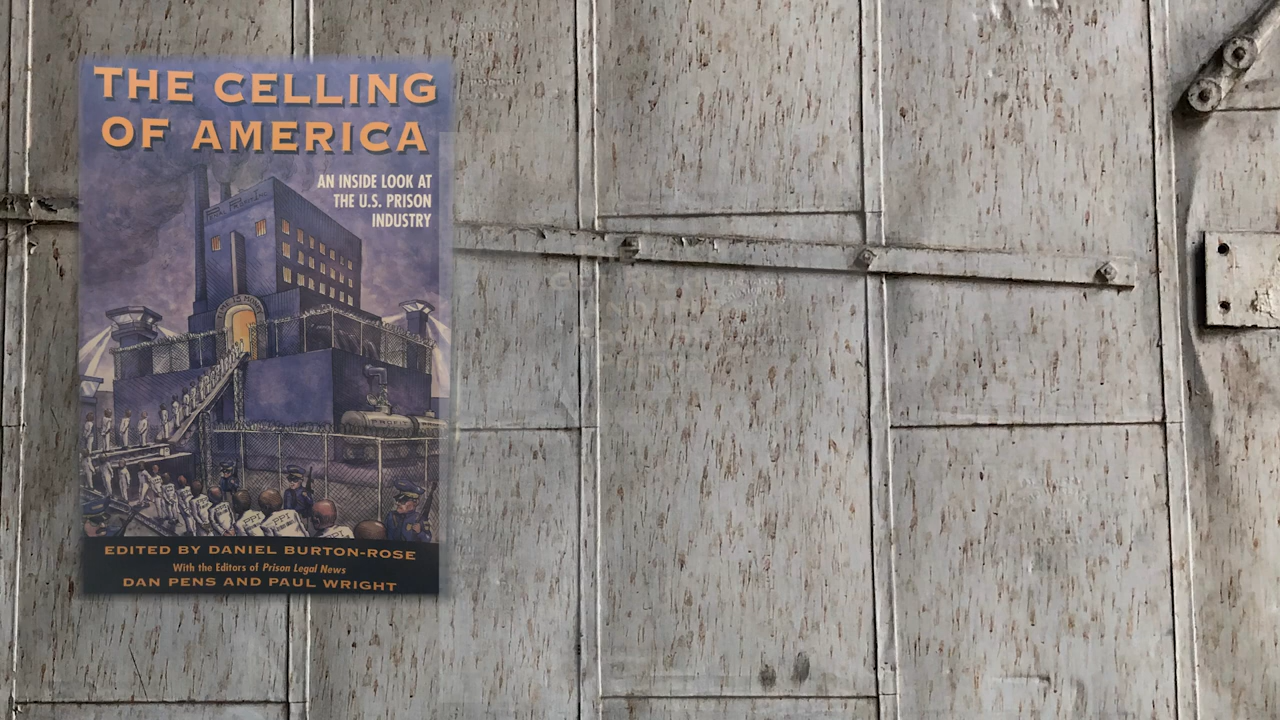 THE CELLING
OF AMERICA
AN INSIDE LOOK AT
THE U.S. PRISON
INDUSTRY
EDITED BY DANIEL BURTON-ROSE
With the Editors of Prison Legal News
DAN PENS AND PAUL WRIGHT